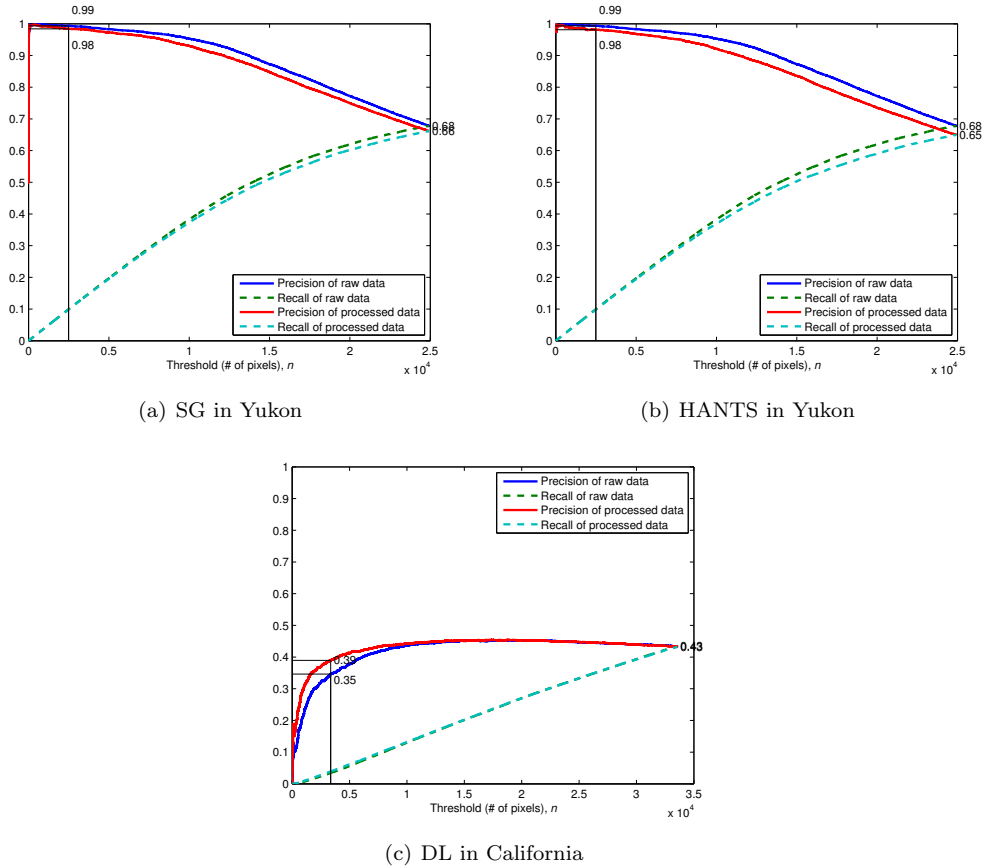 0.99
0.98
0.68
0.66
1
0.9
0.8
0.7
0.6
0.5
0.4
0.3
0.2
0.1
0
Precision of raw data
Recall of raw data
Precision of processed data
Recall of processed data
0 0.5 1 1.5 2 2.5
x 10^4
Threshold (# of pixels), n
(a) SG in Yukon
0.99
0.98
0.68
0.65
1
0.9
0.8
0.7
0.6
0.5
0.4
0.3
0.2
0.1
0
Precision of raw data
Recall of raw data
Precision of processed data
Recall of processed data
0 0.5 1 1.5 2 2.5
x 10^4
Threshold (# of pixels), n
(b) HANTS in Yukon
1
0.9
0.8
0.7
0.6
0.5
0.4
0.3
0.2
0.1
0
Precision of raw data
Recall of raw data
Precision of processed data
Recall of processed data
0.39
0.35
0.43
0 0.5 1 1.5 2 2.5 3 3.5
x 10^4
Threshold (# of pixels), n
(c) DL in California